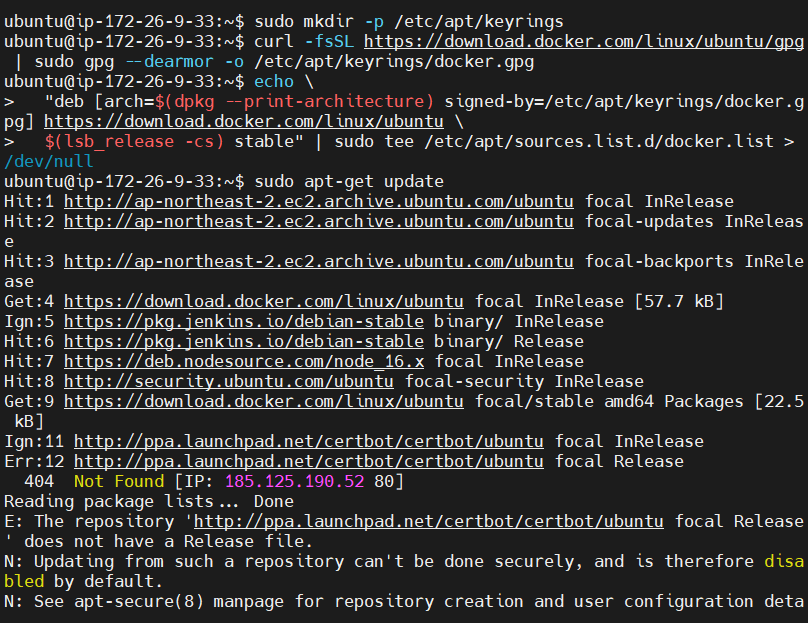 ubuntu@ip-172-26-9-33:~$ sudo mkdir -p /etc/apt/keyrings
ubuntu@ip-172-26-9-33:~$ curl -fsSL https://download.docker.com/linux/ubuntu/gpg
 | sudo gpg --dearmor -o /etc/apt/keyrings/docker.gpg
ubuntu@ip-172-26-9-33:~$ echo \
>   "deb [arch=$(dpkg --print-architecture) signed-by=/etc/apt/keyrings/docker.g
pg] https://download.docker.com/linux/ubuntu \
>   $(lsb_release -cs) stable" | sudo tee /etc/apt/sources.list.d/docker.list >
/dev/null
ubuntu@ip-172-26-9-33:~$ sudo apt-get update
Hit:1 http://ap-northeast-2.ec2.archive.ubuntu.com/ubuntu focal InRelease
Hit:2 http://ap-northeast-2.ec2.archive.ubuntu.com/ubuntu focal-updates InReleas
e
Hit:3 http://ap-northeast-2.ec2.archive.ubuntu.com/ubuntu focal-backports InRele
ase
Get:4 https://download.docker.com/linux/ubuntu focal InRelease [57.7 kB]
Ign:5 https://pkg.jenkins.io/debian-stable binary/ InRelease
Hit:6 https://pkg.jenkins.io/debian-stable binary/ Release
Hit:7 https://deb.nodesource.com/node_16.x focal InRelease
Hit:8 http://security.ubuntu.com/ubuntu focal-security InRelease
Get:9 https://download.docker.com/linux/ubuntu focal/stable amd64 Packages [22.5
 kB]
Ign:11 http://ppa.launchpad.net/certbot/certbot/ubuntu focal InRelease
Err:12 http://ppa.launchpad.net/certbot/certbot/ubuntu focal Release
  404  Not Found [IP: 185.125.190.52 80]
Reading package lists... Done
E: The repository 'http://ppa.launchpad.net/certbot/certbot/ubuntu focal Release
' does not have a Release file.
N: Updating from such a repository can't be done securely, and is therefore disa
bled by default.
N: See apt-secure(8) manpage for repository creation and user configuration deta